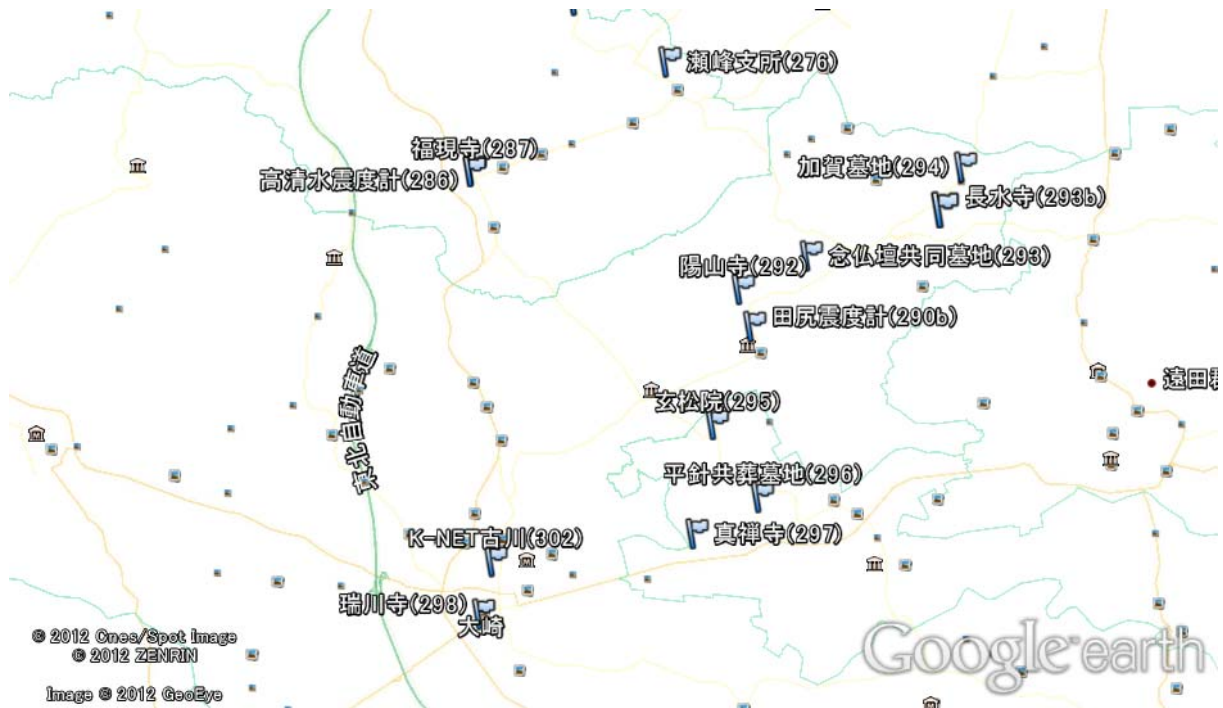 瀬峰支所(276)
福現寺(287)
高清水震度計(286)
加賀墓地(294)
長水寺(293b)
念仏壇共同墓地(293)
陽山寺(292)
田尻震度計(290b)
東北自動車道
遠田郡
玄松院(295)
平針共葬墓地(296)
K-NET古川(302)
真禅寺(297)
瑞川寺(298)
大崎
© 2012 Cnes/Spot Image
© 2012 ZENRIN
Image © 2012 GeoEye
Google earth